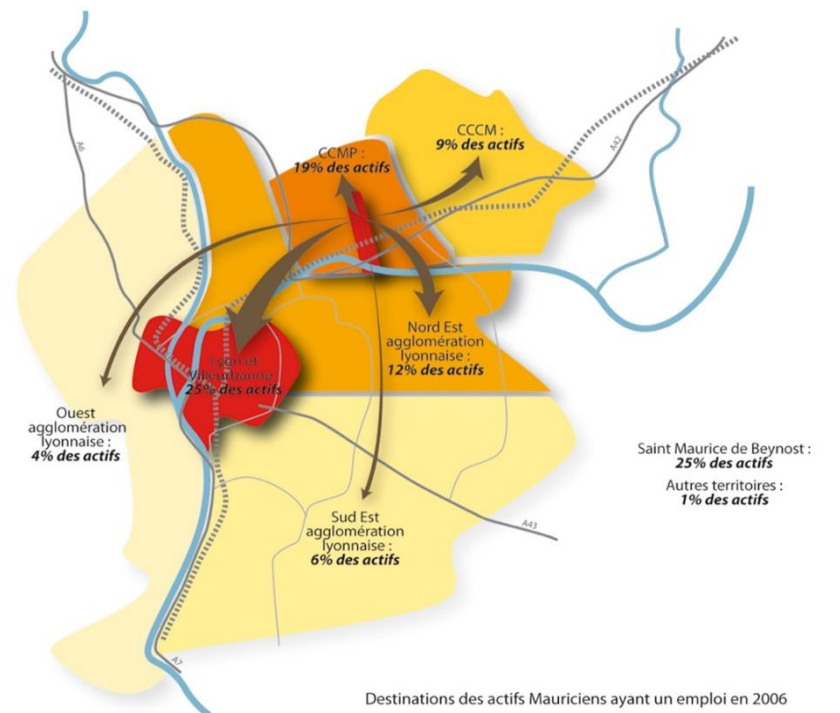 A6
CCMP :
19% des actifs
CCCM :
9% des actifs
A42
Nord Est
agglomération
lyonnaise :
12% des actifs
Lyon et
Villeurbanne
25% des actifs
Ouest
agglomération
lyonnaise :
4% des actifs
Saint Maurice de Beynost :
25% des actifs
Autres territoires :
1% des actifs
Sud Est
agglomération
lyonnaise :
6% des actifs
A43
A7
Destinations des actifs Mauriciens ayant un emploi en 2006